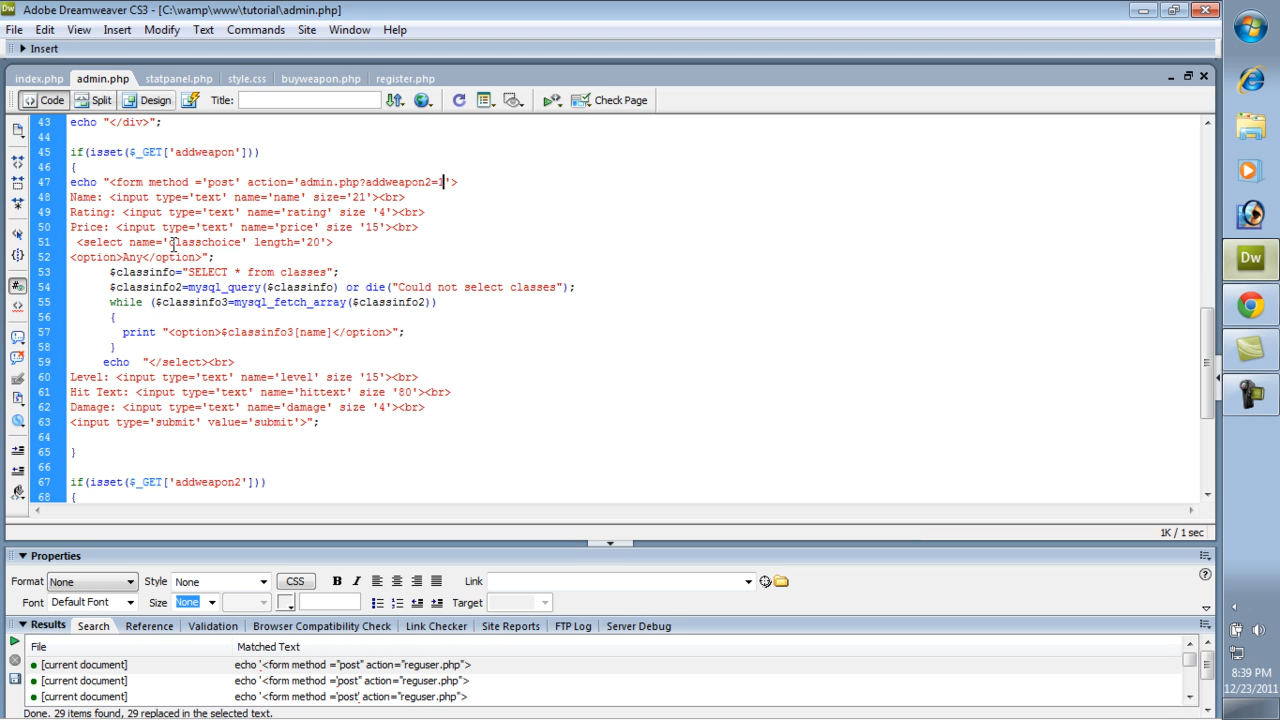 Adobe Dreamweaver CS3 - [C:\wamp\www\tutorial\admin.php]
File Edit View Insert Modify Text Commands Site Window Help
Insert
index.php admin.php statpanel.php style.css buyweapon.php register.php
Code Split Design Title: Check Page
43 echo "</div>";
44
45 if(isset($_GET['addweapon']))
46 {
47 echo "<form method ='post' action='admin.php?addweapon2=1'>
48 Name: <input type='text' name='name' size='21'><br>
49 Rating: <input type='text' name='rating' size '4'><br>
50 Price: <input type='text' name='price' size '15'><br>
51 <select name='classchoice' length='20'>
52 <option>Any</option>";
53 $classinfo="SELECT * from classes";
54 $classinfo2=mysql_query($classinfo) or die("Could not select classes");
55 while ($classinfo3=mysql_fetch_array($classinfo2))
56 {
57 print "<option>$classinfo3[name]</option>";
58 }
59 echo "</select><br>
60 Level: <input type='text' name='level' size '15'><br>
61 Hit Text: <input type='text' name='hittext' size '80'><br>
62 Damage: <input type='text' name='damage' size '4'><br>
63 <input type='submit' value='submit'>";
64
65 }
66
67 if(isset($_GET['addweapon2']))
68 {
1K / 1 sec
Properties
Format None Style None CSS B I Link
Font Default Font Size None Target
Results Search Reference Validation Browser Compatibility Check Link Checker Site Reports FTP Log Server Debug
File Matched Text
[current document] echo '<form method ="post" action="reguser.php">
[current document] echo '<form method ="post" action="reguser.php">
[current document] echo '<form method ='post' action="reguser.php">
Done. 29 items found, 29 replaced in the selected text.
Dw
8:39 PM
12/23/2011